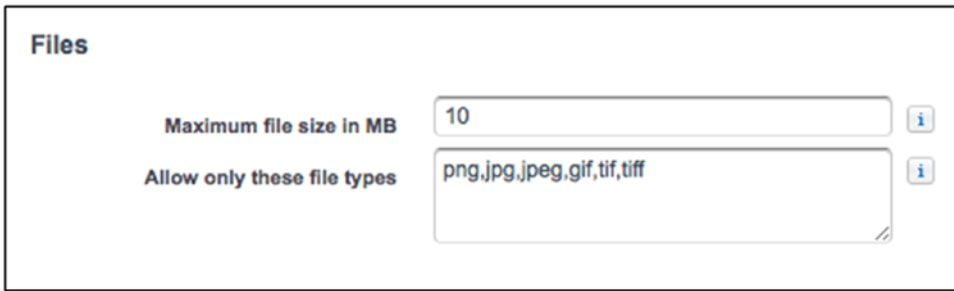 Files
Maximum file size in MB 10 i
Allow only these file types png,jpg,jpeg,gif,tif,tiff i